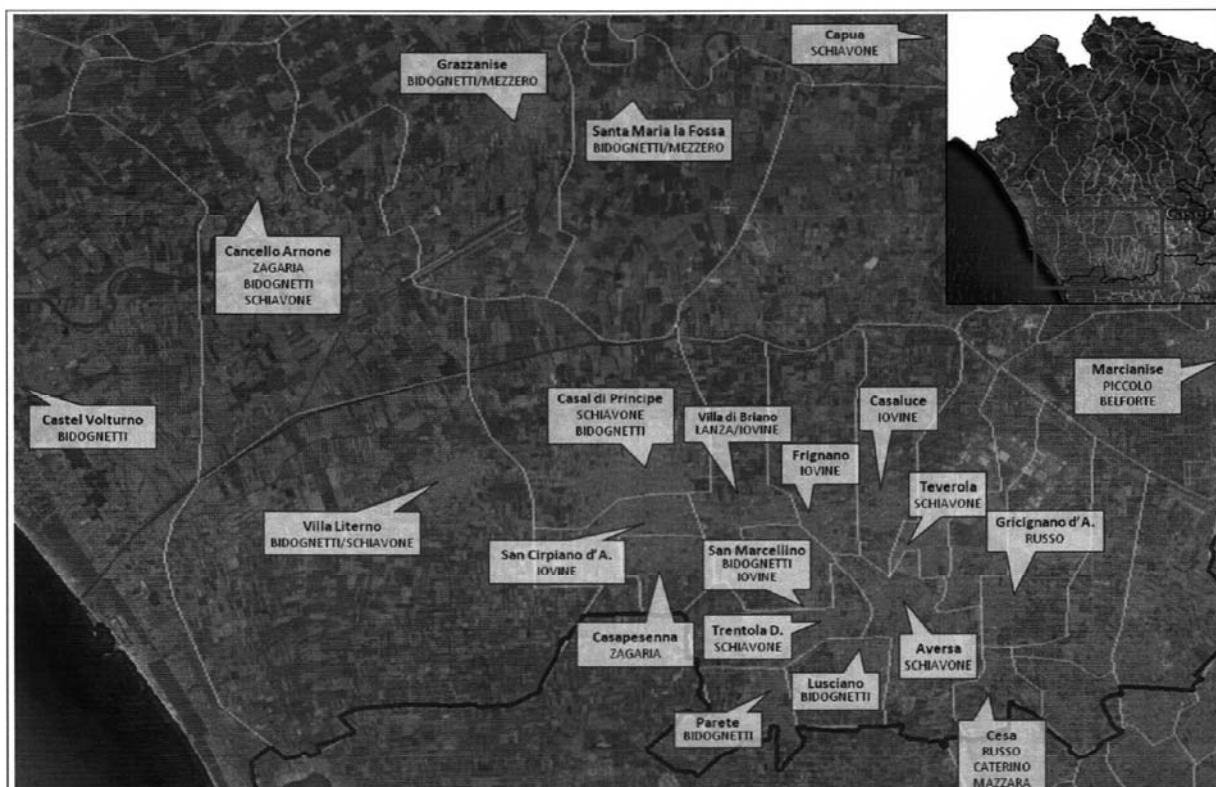 Capua
SCHIAVONE
Grazzanise
BIDOGNETTI/MEZZERO
Santa Maria la Fossa
BIDOGNETTI/MEZZERO
Cancello Arnone
ZAGARIA
BIDOGNETTI
SCHIAVONE
Marcianise
PICCOLO
BELFORTE
Castel Volturno
BIDOGNETTI
Casal di Principe
SCHIAVONE
BIDOGNETTI
Villa di Briano
LANZA/IOVINE
Casaluce
IOVINE
Frignano
IOVINE
Teverola
SCHIAVONE
Villa Literno
BIDOGNETTI/SCHIAVONE
Gricignano d'A.
RUSSO
San Cirpiano d'A.
IOVINE
San Marcellino
BIDOGNETTI
IOVINE
Casapesenna
ZAGARIA
Trentola D.
SCHIAVONE
Aversa
SCHIAVONE
Lusciano
BIDOGNETTI
Parete
BIDOGNETTI
Cesa
RUSSO
CATERINO
MAZZARA